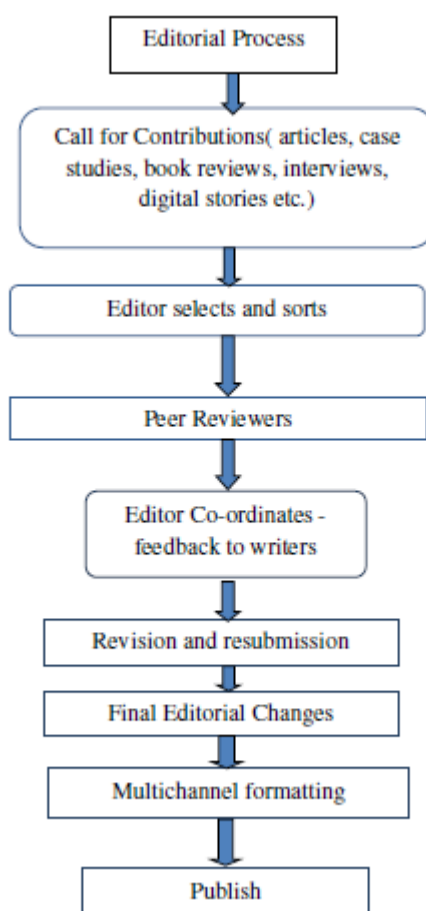 Editorial Process
Call for Contributions( articles, case
studies, book reviews, interviews,
digital stories etc.)
Editor selects and sorts
Peer Reviewers
Editor Co-ordinates -
feedback to writers
Revision and resubmission
Final Editorial Changes
Multichannel formatting
Publish